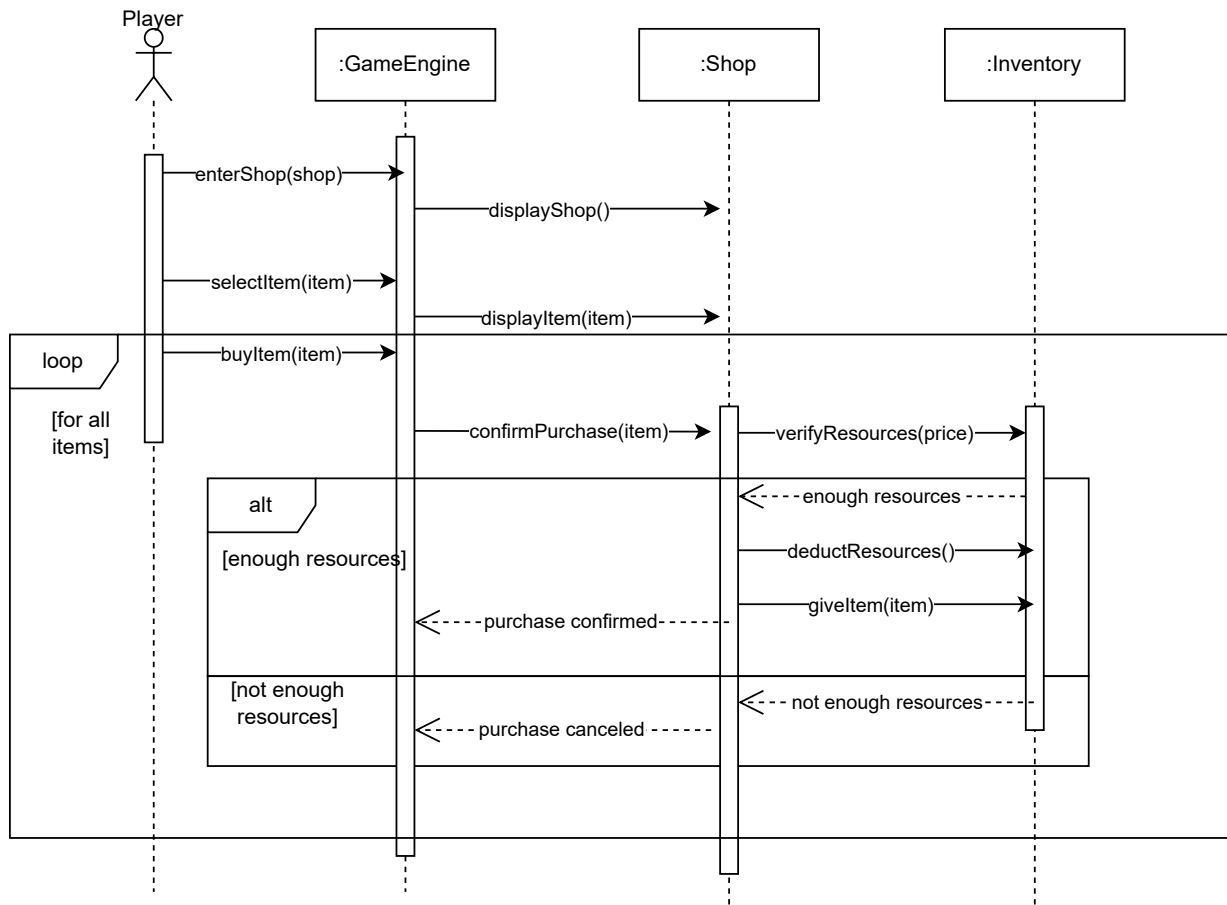 Player
:GameEngine
:Shop
:Inventory
enterShop(shop)
displayShop()
selectItem(item)
displayItem(item)
loop
buyItem(item)
[for all
items]
confirmPurchase(item)
verifyResources(price)
alt
enough resources
[enough resources]
deductResources()
giveItem(item)
purchase confirmed
[not enough
resources]
not enough resources
purchase canceled